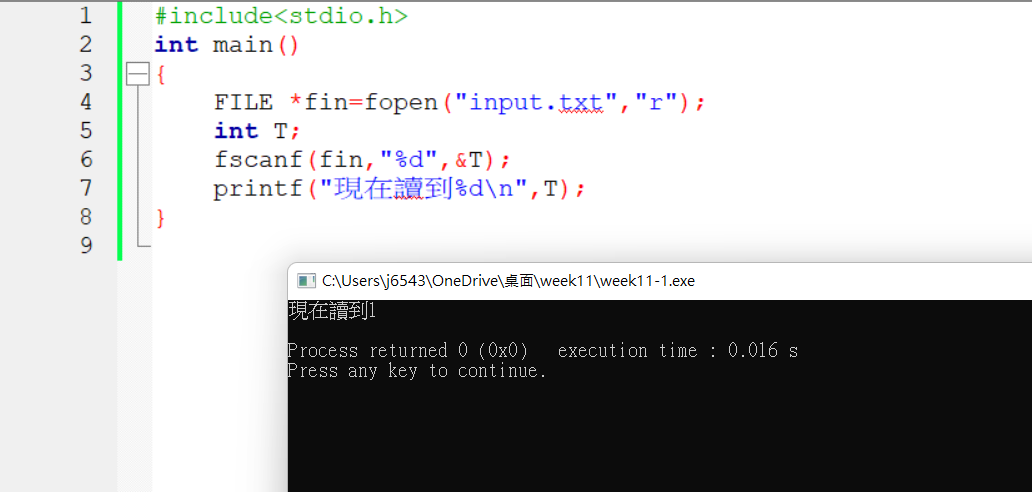 1 #include<stdio.h>
2 int main()
3 {
4 FILE *fin=fopen("input.txt","r");
5 int T;
6 fscanf(fin,"%d",&T);
7 printf("現在讀到%d\n",T);
8 }
9
C:\Users\j6543\OneDrive\桌面\week11\week11-1.exe
現在讀到1
Process returned 0 (0x0) execution time : 0.016 s
Press any key to continue.